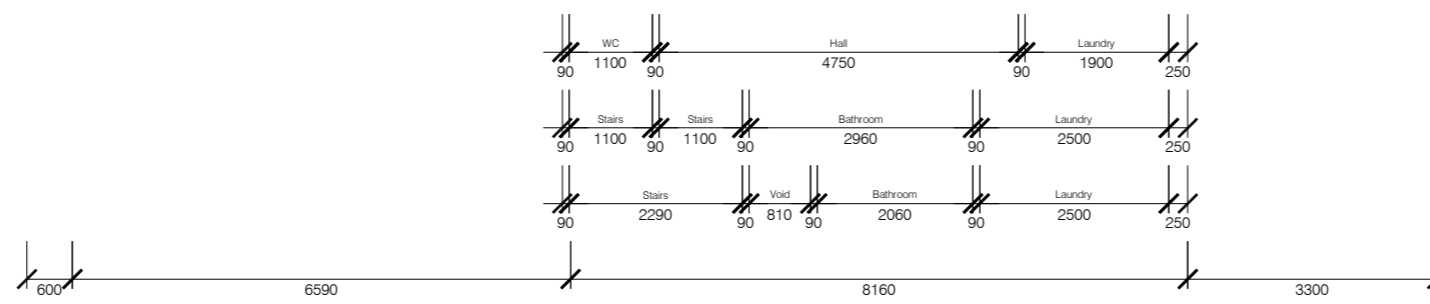 WC Hall Laundry
90 1100 90 4750 90 1900 250
Stairs Stairs Bathroom Laundry
90 1100 90 1100 90 2960 90 2500 250
Stairs Void Bathroom Laundry
90 2290 90 810 90 2060 90 2500 250
600 6590 8160 3300